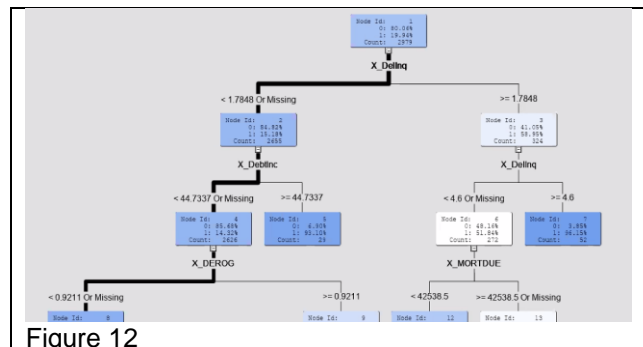 Node Id: 1
0: 80.06%
1: 19.94%
Count: 2979
X_DelInq
< 1.7848 Or Missing
>= 1.7848
Node Id: 2
0: 84.82%
1: 15.18%
Count: 2655
Node Id: 3
0: 41.05%
1: 58.95%
Count: 324
X_DebtInc
X_DelInq
< 44.7337 Or Missing
>= 44.7337
< 4.6 Or Missing
>= 4.6
Node Id: 4
0: 85.68%
1: 14.32%
Count: 2626
Node Id: 5
0: 6.90%
1: 93.10%
Count: 29
Node Id: 6
0: 48.16%
1: 51.84%
Count: 272
Node Id: 7
0: 3.85%
1: 96.15%
Count: 52
X_DEROG
X_MORTDUE
< 0.9211 Or Missing
>= 0.9211
< 42538.5
>= 42538.5 Or Missing
Node Id: 8
Node Id: 9
Node Id: 12
Node Id: 13
Figure 12